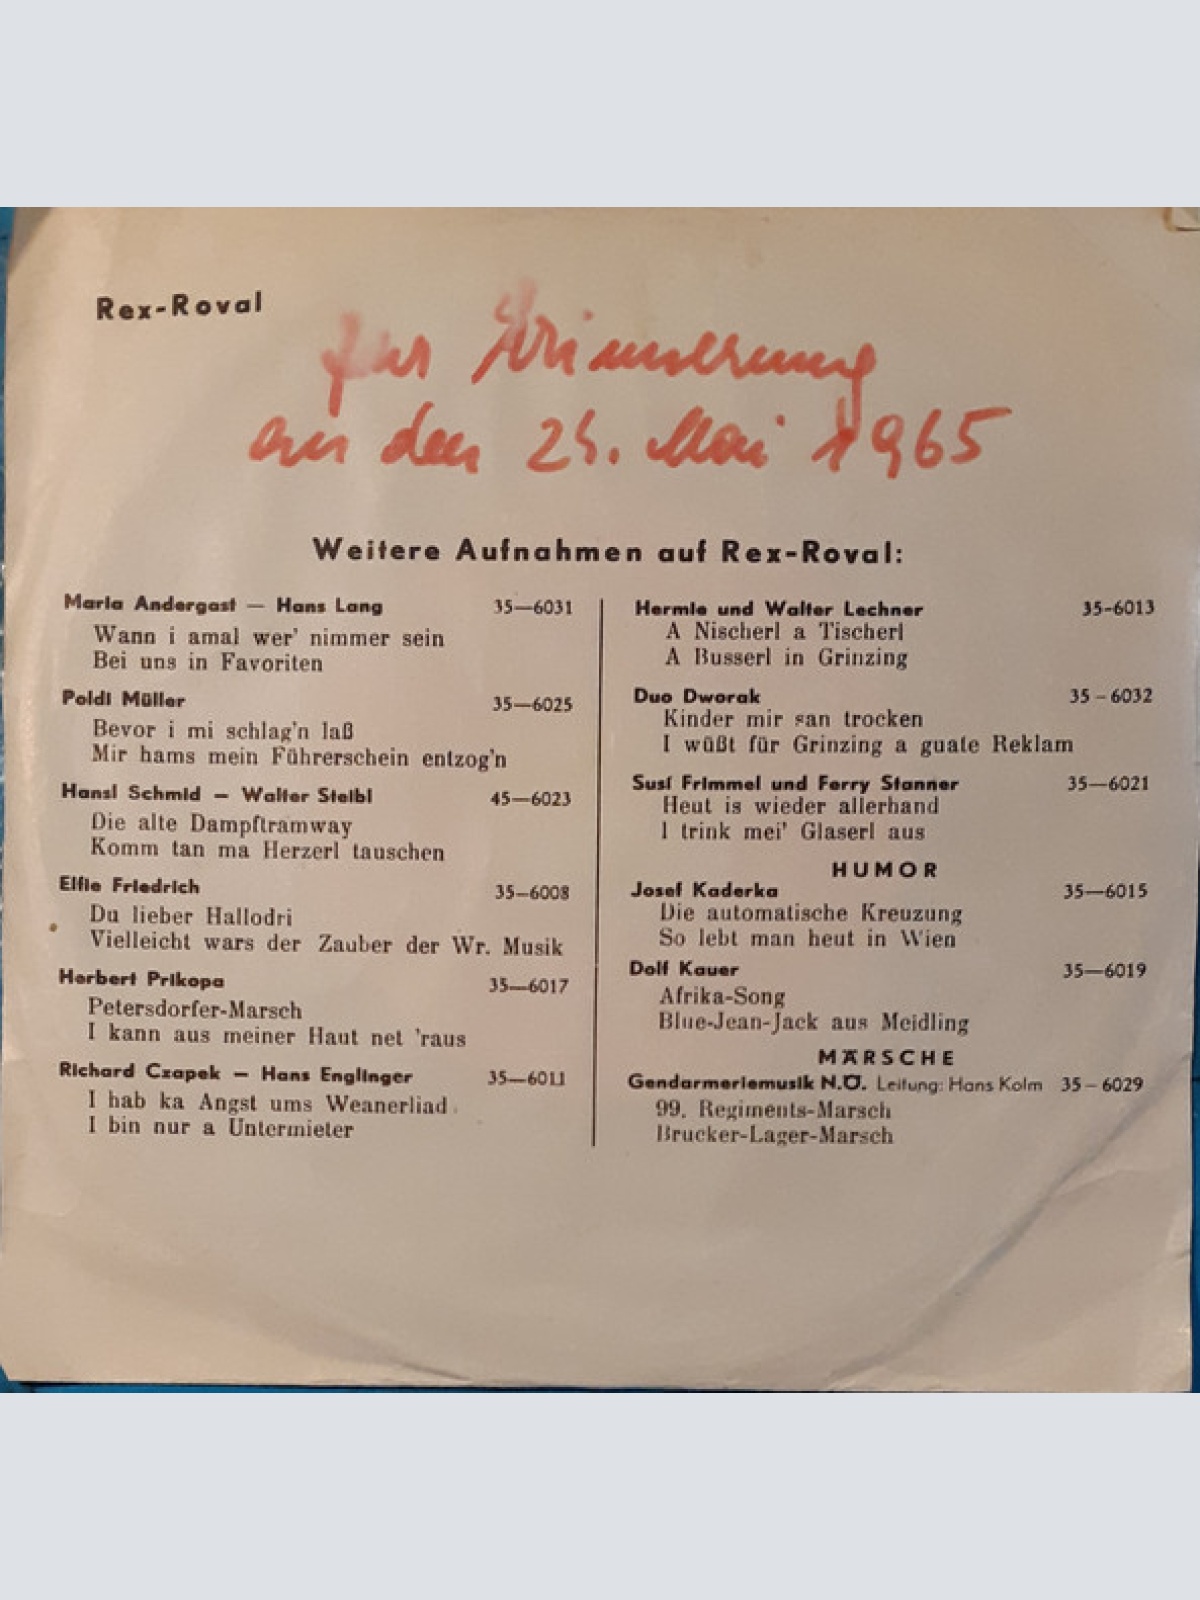 Rex-Roval
zur Erinnerung
an den 24. Mai 1965
Weitere Aufnahmen auf Rex-Roval:
Maria Andergast — Hans Lang 35—6031
Wann i amal wer' nimmer sein
Bei uns in Favoriten
Poldi Müller 35—6025
Bevor i mi schlag'n laß
Mir hams mein Führerschein entzog'n
Hansl Schmid — Walter Steibl 45—6023
Die alte Dampftramway
Komm tan ma Herzerl tauschen
Elfie Friedrich 35—6008
Du lieber Hallodri
Vielleicht wars der Zauber der Wr. Musik
Herbert Prikopa 35—6017
Petersdorfer-Marsch
I kann aus meiner Haut net 'raus
Richard Czapek — Hans Englinger 35—6011
I hab ka Angst ums Weanerliad
I bin nur a Untermieter
Hermie und Walter Lechner 35-6013
A Nischerl a Tischerl
A Busserl in Grinzing
Duo Dworak 35–6032
Kinder mir san trocken
I wüßt für Grinzing a guate Reklam
Susi Frimmel und Ferry Stanner 35—6021
Heut is wieder allerhand
I trink mei' Glaserl aus
HUMOR
Josef Kaderka 35—6015
Die automatische Kreuzung
So lebt man heut in Wien
Dolf Kauer 35—6019
Afrika-Song
Blue-Jean-Jack aus Meidling
MÄRSCHE
Gendarmeriemusik N.Ö. Leitung: Hans Kolm 35–6029
99. Regiments-Marsch
Brucker-Lager-Marsch